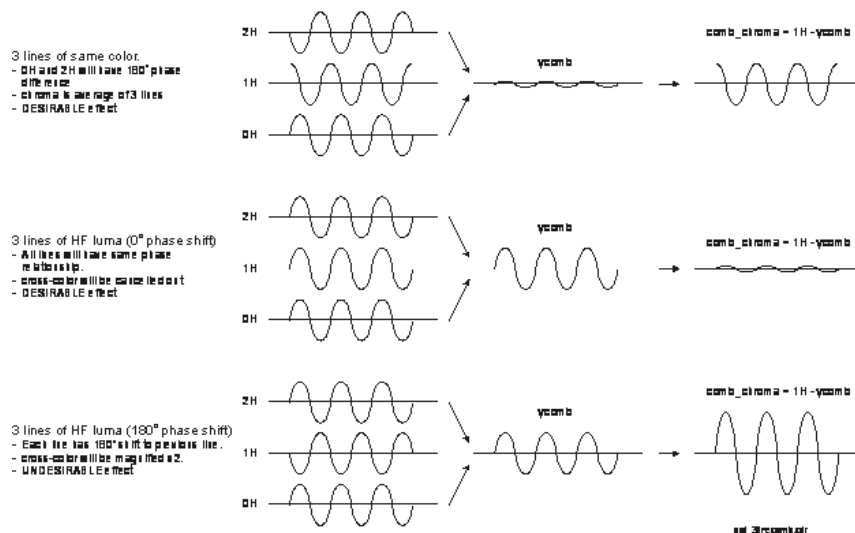 2H
comb_chroma = 1H - ycomb
3 lines of same color.
- 0H and 2H will have 180° phase
difference
- chroma is average of 3 lines
- DESIRABLE effect
1H
ycomb
0H
2H
ycomb
comb_chroma = 1H - ycomb
3 lines of HF luma (0° phase shift)
- All lines will have same phase
relationship.
- cross-color will be cancelled out
- DESIRABLE effect
1H
0H
2H
ycomb
comb_chroma = 1H - ycomb
3 lines of HF luma (180° phase shift)
- Each line has 180° shift to previous line.
- cross-color will be magnified x2.
- UNDESIRABLE effect
1H
0H